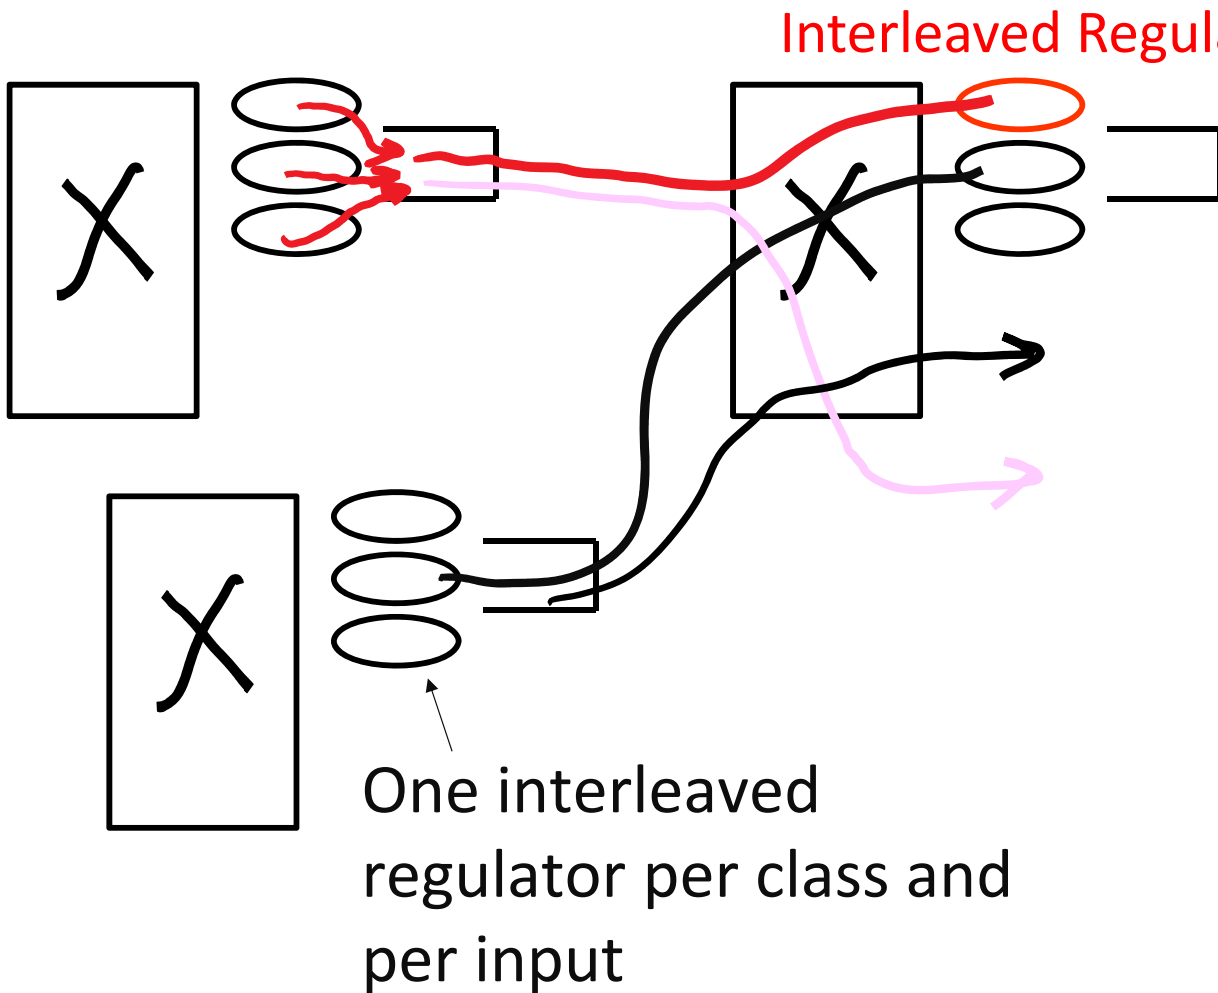 Interleaved Regul
One interleaved
regulator per class and
per input